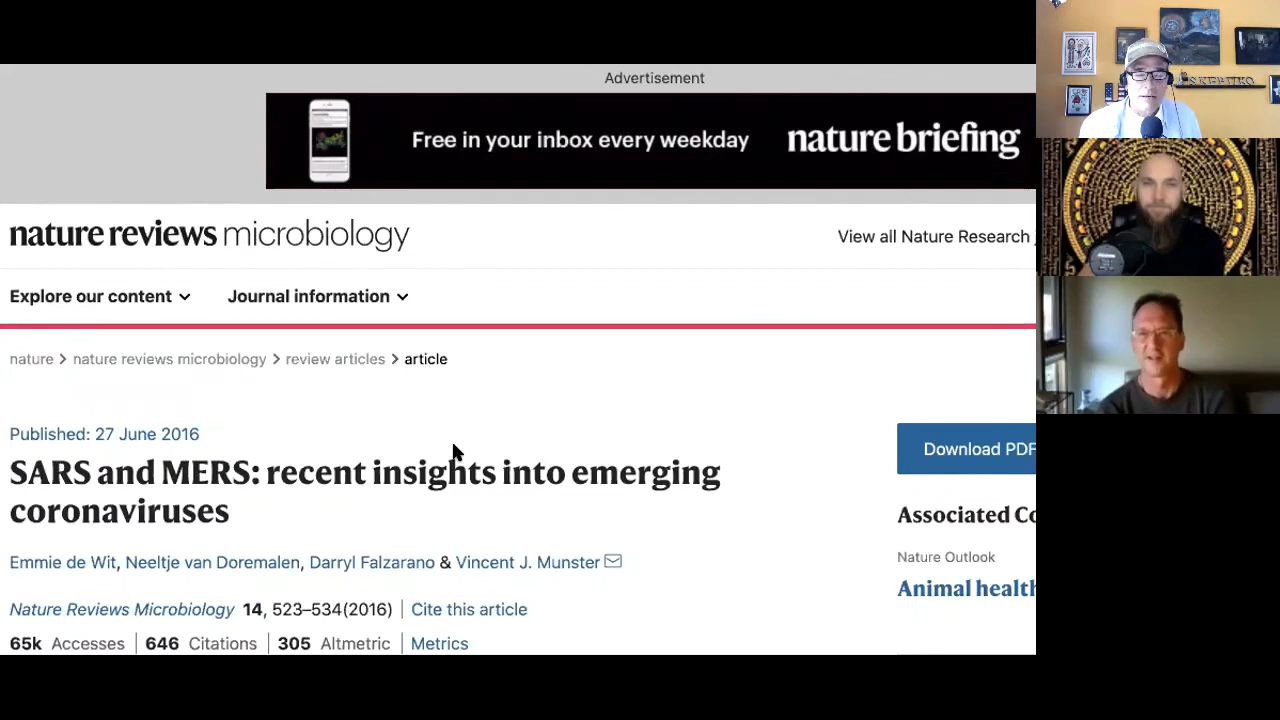 Advertisement
Free in your inbox every weekday
nature briefing
nature reviews microbiology
View all Nature Research
Explore our content
Journal information
nature > nature reviews microbiology > review articles > article
Published: 27 June 2016
SARS and MERS: recent insights into emerging
coronaviruses
Download PDF
Associated Co
Emmie de Wit, Neeltje van Doremalen, Darryl Falzarano & Vincent J. Munster
Nature Outlook
Animal health
Nature Reviews Microbiology 14, 523–534(2016) | Cite this article
65k Accesses | 646 Citations | 305 Altmetric | Metrics
SKEPTIKO